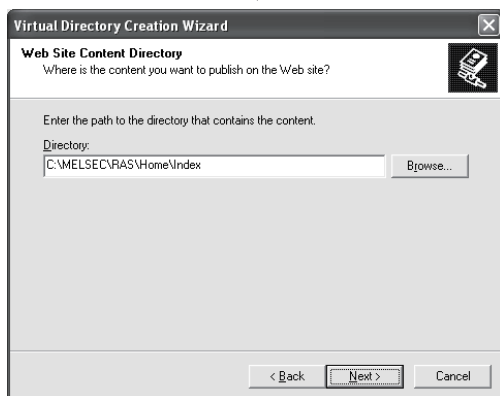 Virtual Directory Creation Wizard
Web Site Content Directory
Where is the content you want to publish on the Web site?
Enter the path to the directory that contains the content.
Directory:
C:\MELSEC\RAS\Home\Index
Browse...
< Back Next > Cancel